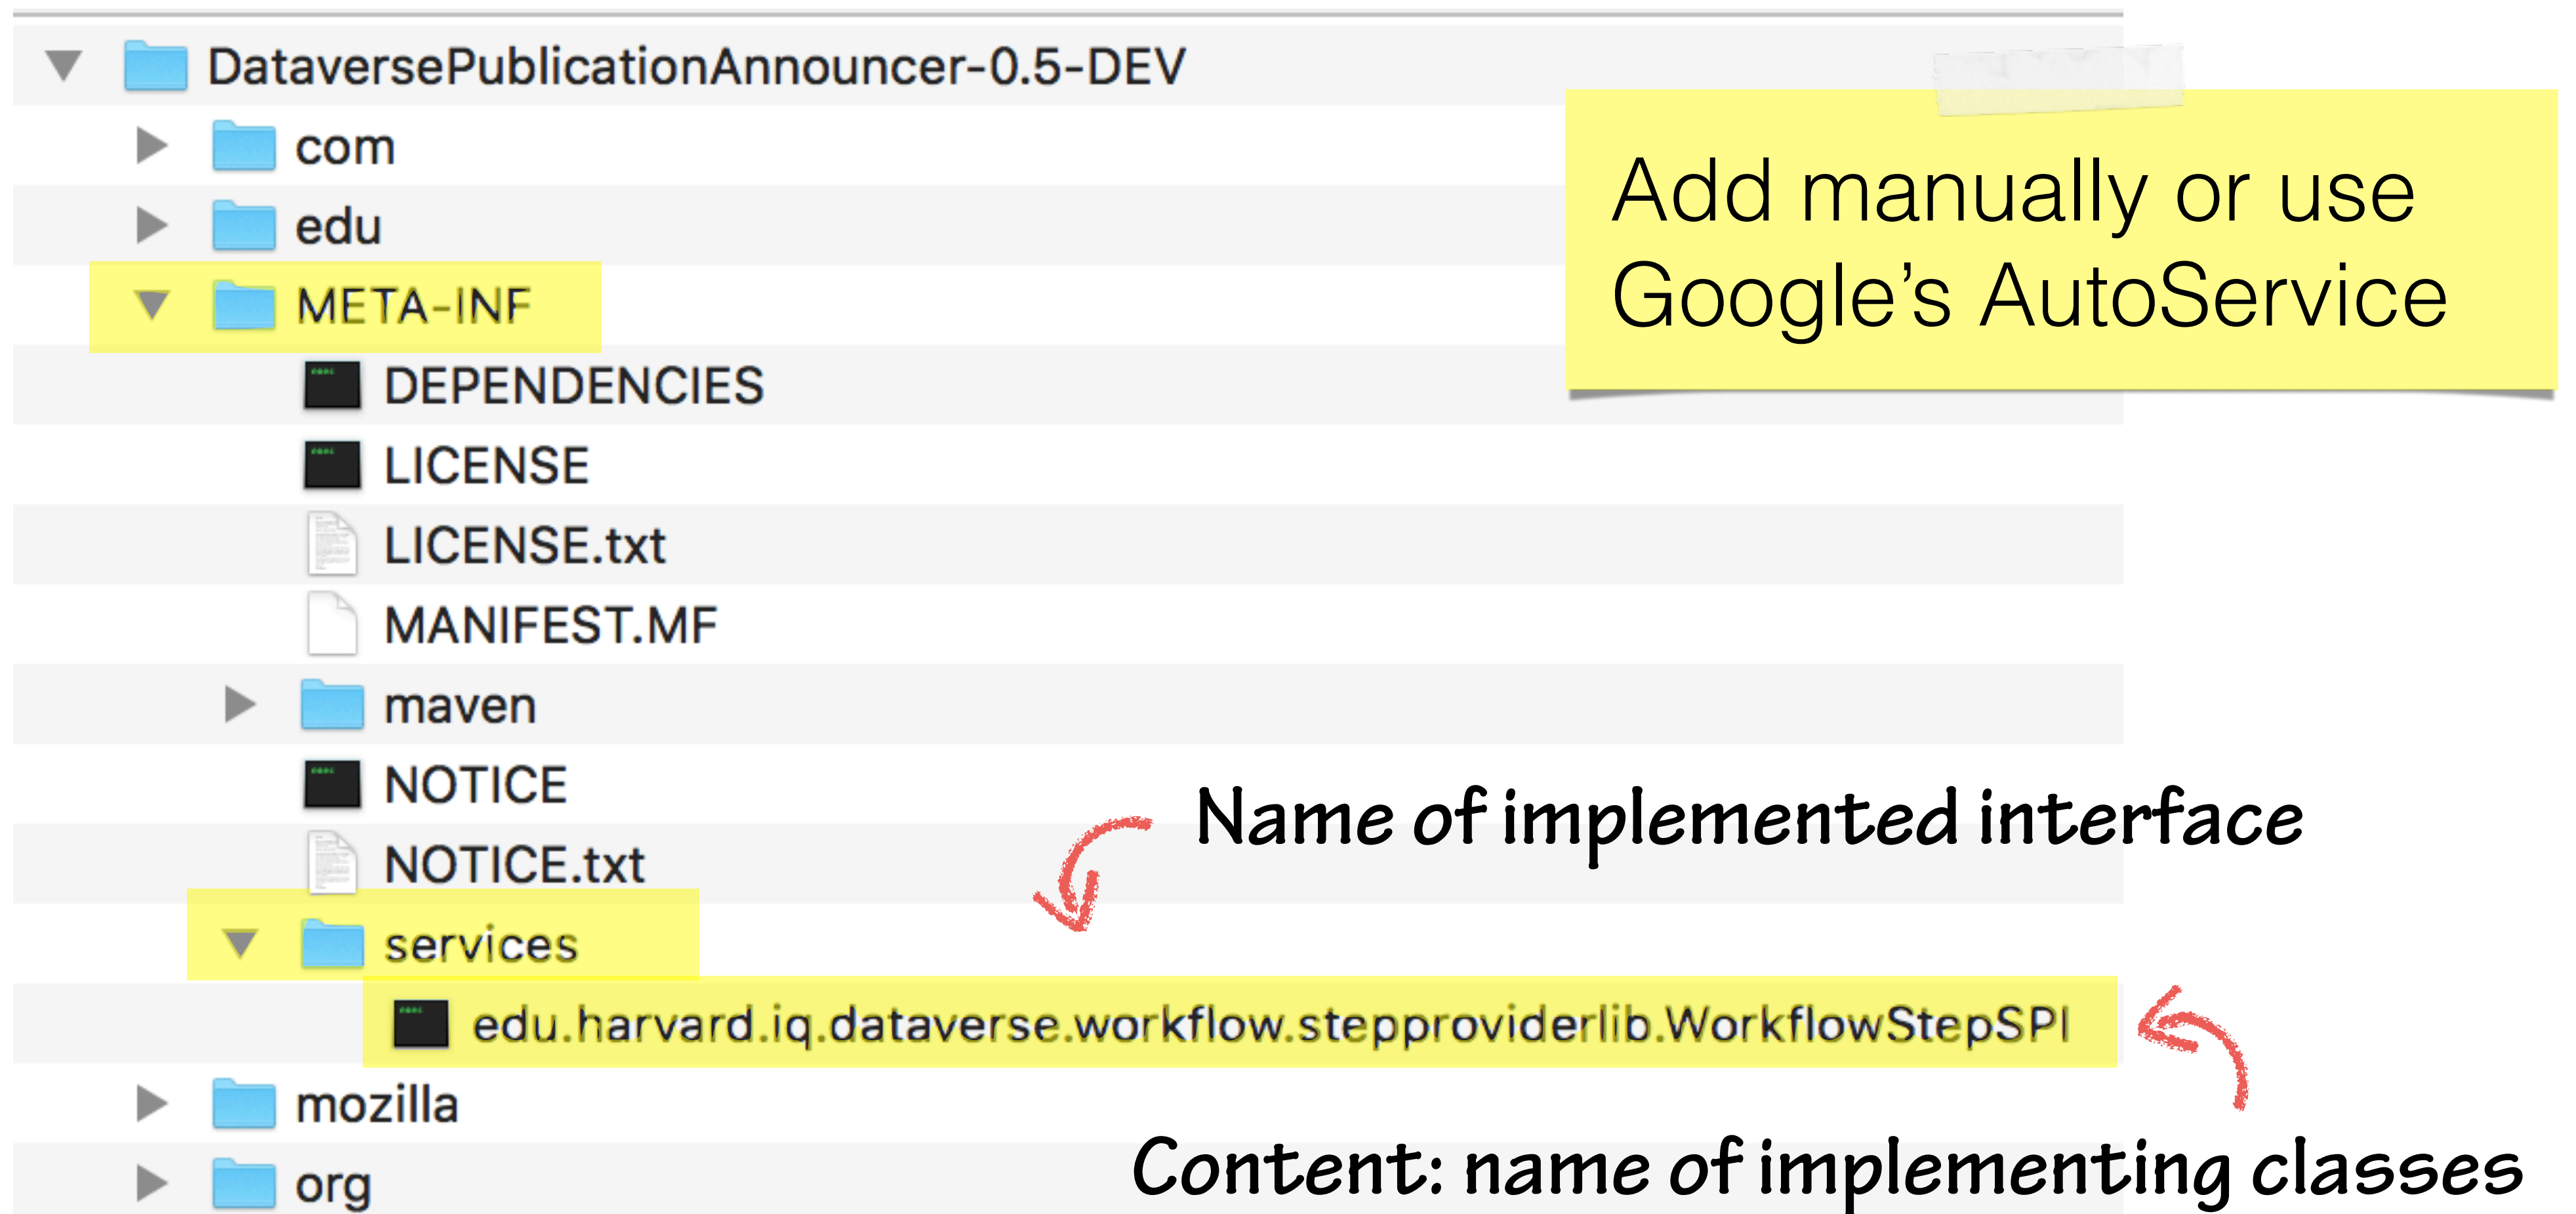 DataversePublicationAnnouncer-0.5-DEV
com
edu
META-INF
DEPENDENCIES
LICENSE
LICENSE.txt
MANIFEST.MF
maven
NOTICE
NOTICE.txt
services
edu.harvard.iq.dataverse.workflow.stepproviderlib.WorkflowStepSPI
mozilla
org
Add manually or use
Google’s AutoService
Name of implemented interface
Content: name of implementing classes